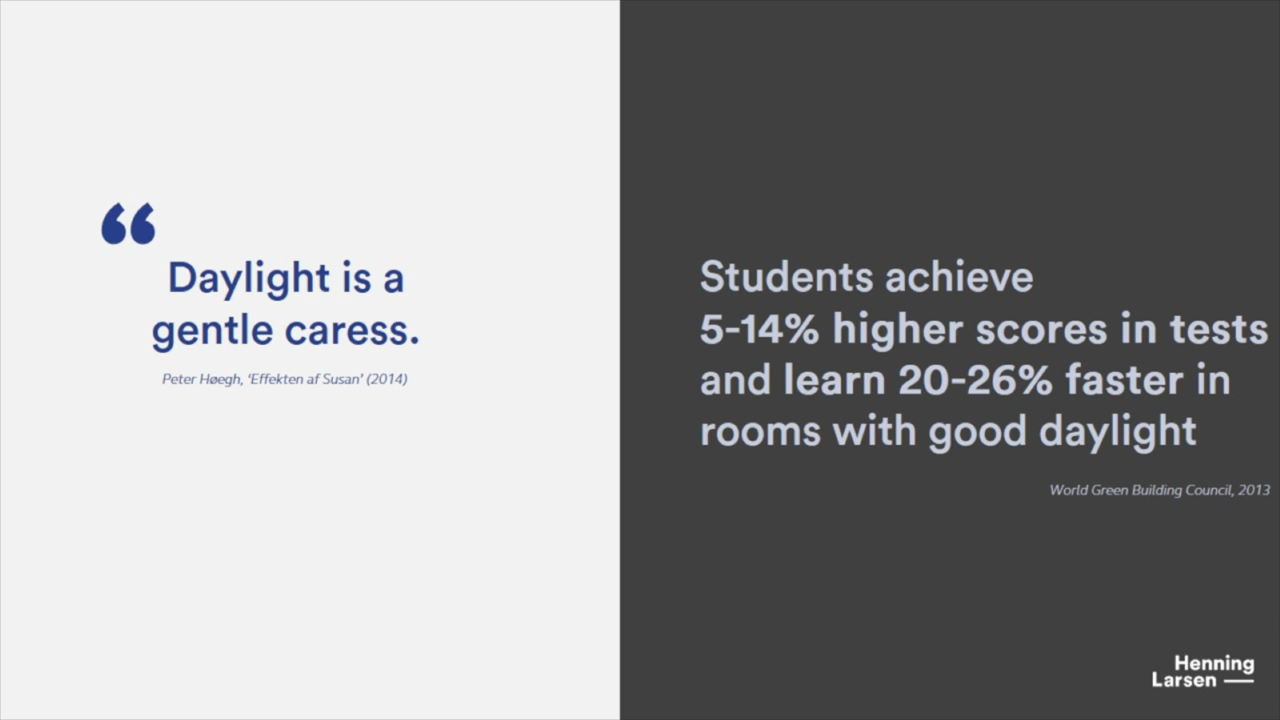 “
Daylight is a
gentle caress.
Peter Høegh, ‘Effekten af Susan’ (2014)
Students achieve
5-14% higher scores in tests
and learn 20-26% faster in
rooms with good daylight
World Green Building Council, 2013
Henning
Larsen —